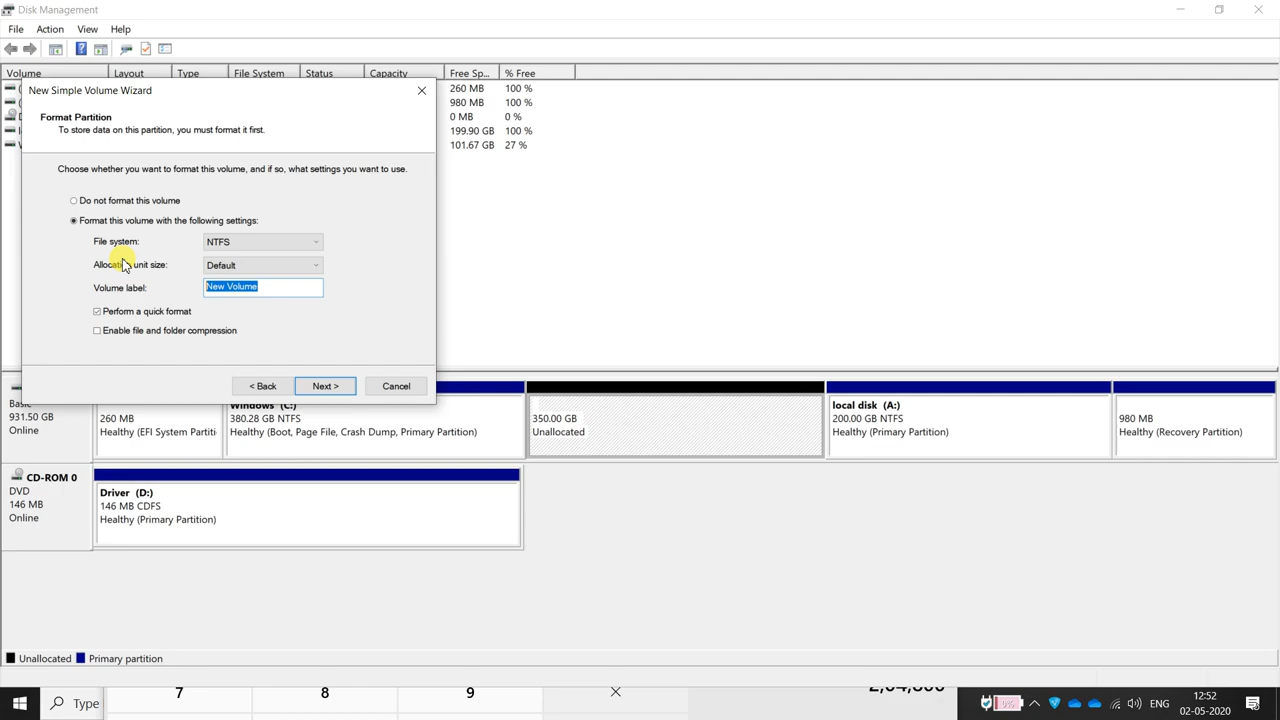 Disk Management
File Action View Help
Volume Layout Type File System Status Capacity Free Sp... % Free
260 MB 100 %
980 MB 100 %
0 MB 0 %
199.90 GB 100 %
101.67 GB 27 %
New Simple Volume Wizard
Format Partition
To store data on this partition, you must format it first.
Choose whether you want to format this volume, and if so, what settings you want to use.
Do not format this volume
Format this volume with the following settings:
File system: NTFS
Allocation unit size: Default
Volume label: New Volume
Perform a quick format
Enable file and folder compression
< Back Next > Cancel
Basic
931.50 GB
Online
260 MB
Healthy (EFI System Partiti
Windows (C:)
380.28 GB NTFS
Healthy (Boot, Page File, Crash Dump, Primary Partition)
350.00 GB
Unallocated
local disk (A:)
200.00 GB NTFS
Healthy (Primary Partition)
980 MB
Healthy (Recovery Partition)
CD-ROM 0
DVD
146 MB
Online
Driver (D:)
146 MB CDFS
Healthy (Primary Partition)
Unallocated Primary partition
Type
7 8 9
ENG
12:52
02-05-2020